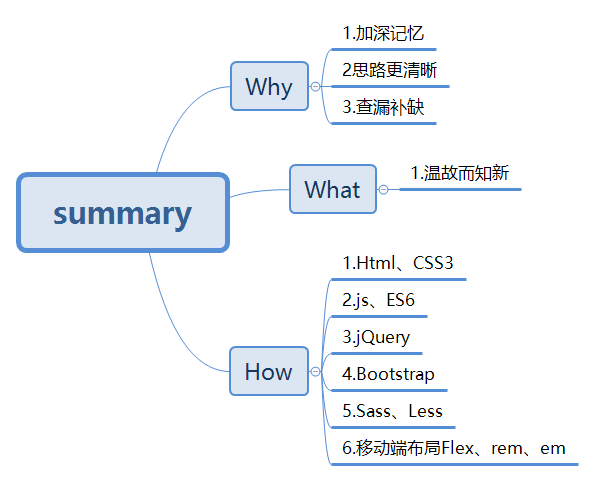 summary
Why
1.加深记忆
2思路更清晰
3.查漏补缺
What
1.温故而知新
How
1.Html、CSS3
2.js、ES6
3.jQuery
4.Bootstrap
5.Sass、Less
6.移动端布局Flex、rem、em